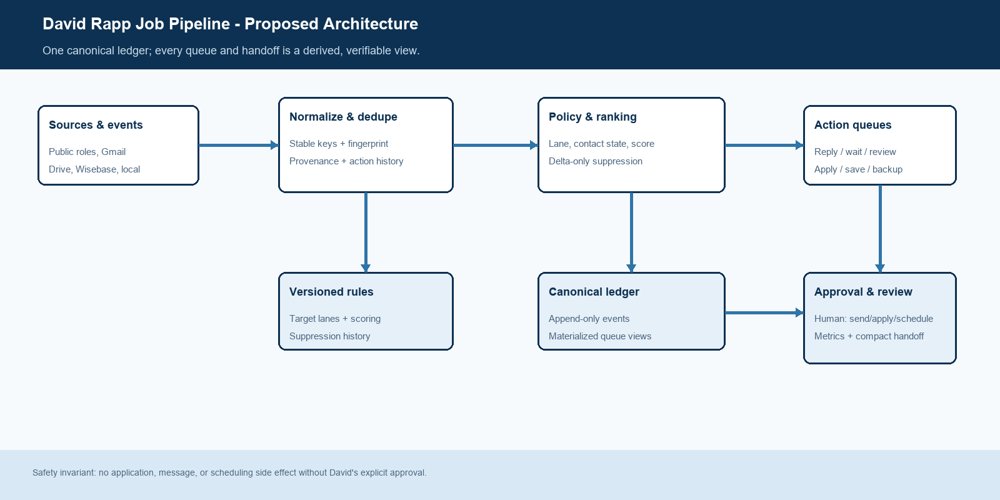 David Rapp Job Pipeline - Proposed Architecture
One canonical ledger; every queue and handoff is a derived, verifiable view.
Sources & events
Public roles, Gmail
Drive, Wisebase, local
Normalize & dedupe
Stable keys + fingerprint
Provenance + action history
Policy & ranking
Lane, contact state, score
Delta-only suppression
Action queues
Reply / wait / review
Apply / save / backup
Versioned rules
Target lanes + scoring
Suppression history
Canonical ledger
Append-only events
Materialized queue views
Approval & review
Human: send/apply/schedule
Metrics + compact handoff
Safety invariant: no application, message, or scheduling side effect without David's explicit approval.